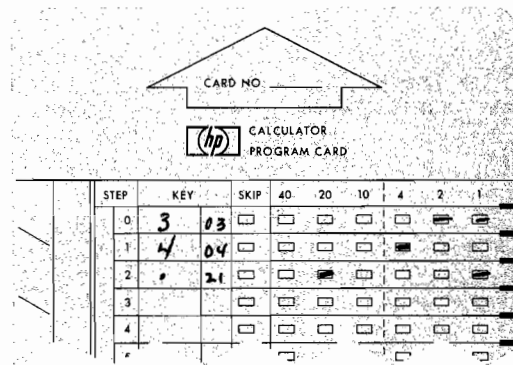 CARD NO
hp CALCULATOR
PROGRAM CARD
STEP KEY SKIP 40 20 10 4 2 1
0 3 03
1 4 04
2 . 21
3
4